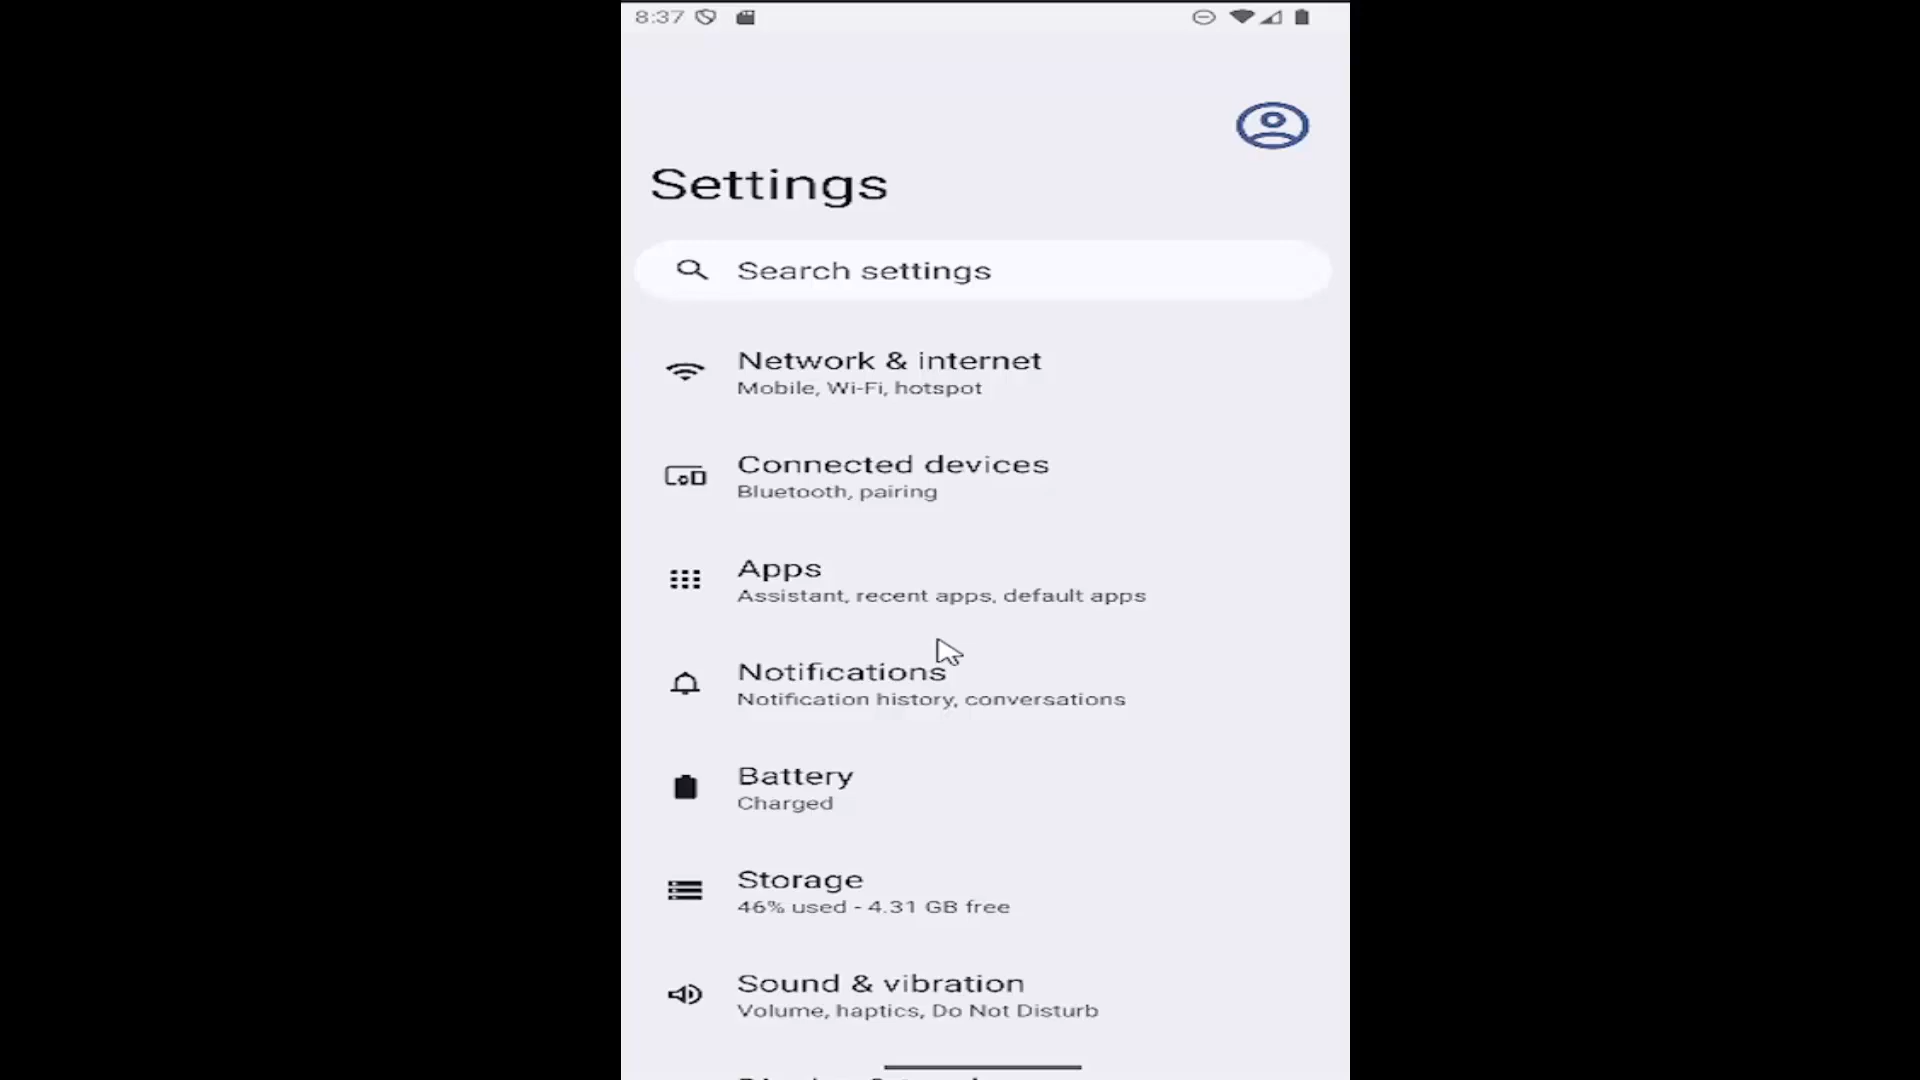 8:37
Settings
Search settings
Network & internet
Mobile, Wi-Fi, hotspot
Connected devices
Bluetooth, pairing
Apps
Assistant, recent apps, default apps
Notifications
Notification history, conversations
Battery
Charged
Storage
46% used - 4.31 GB free
Sound & vibration
Volume, haptics, Do Not Disturb